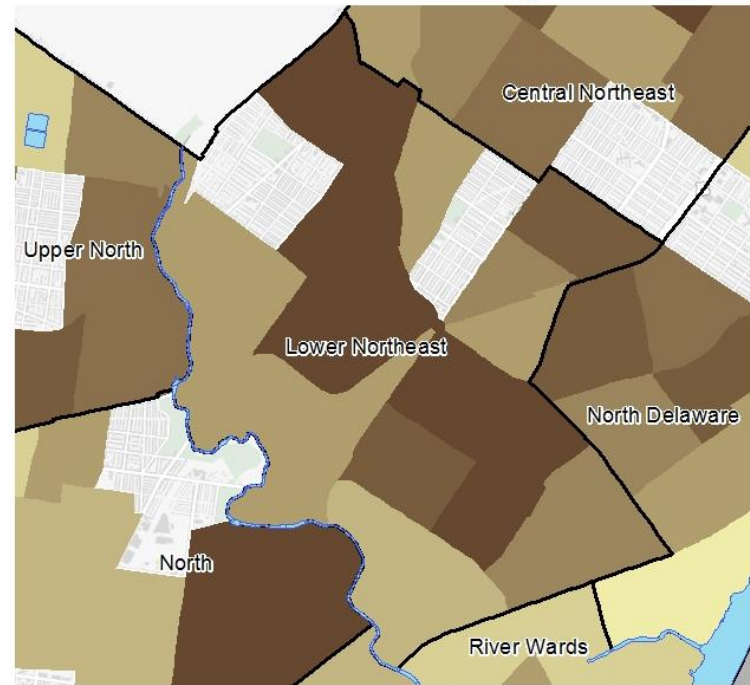 Central Northeast
Upper North
Lower Northeast
North Delaware
North
River Wards